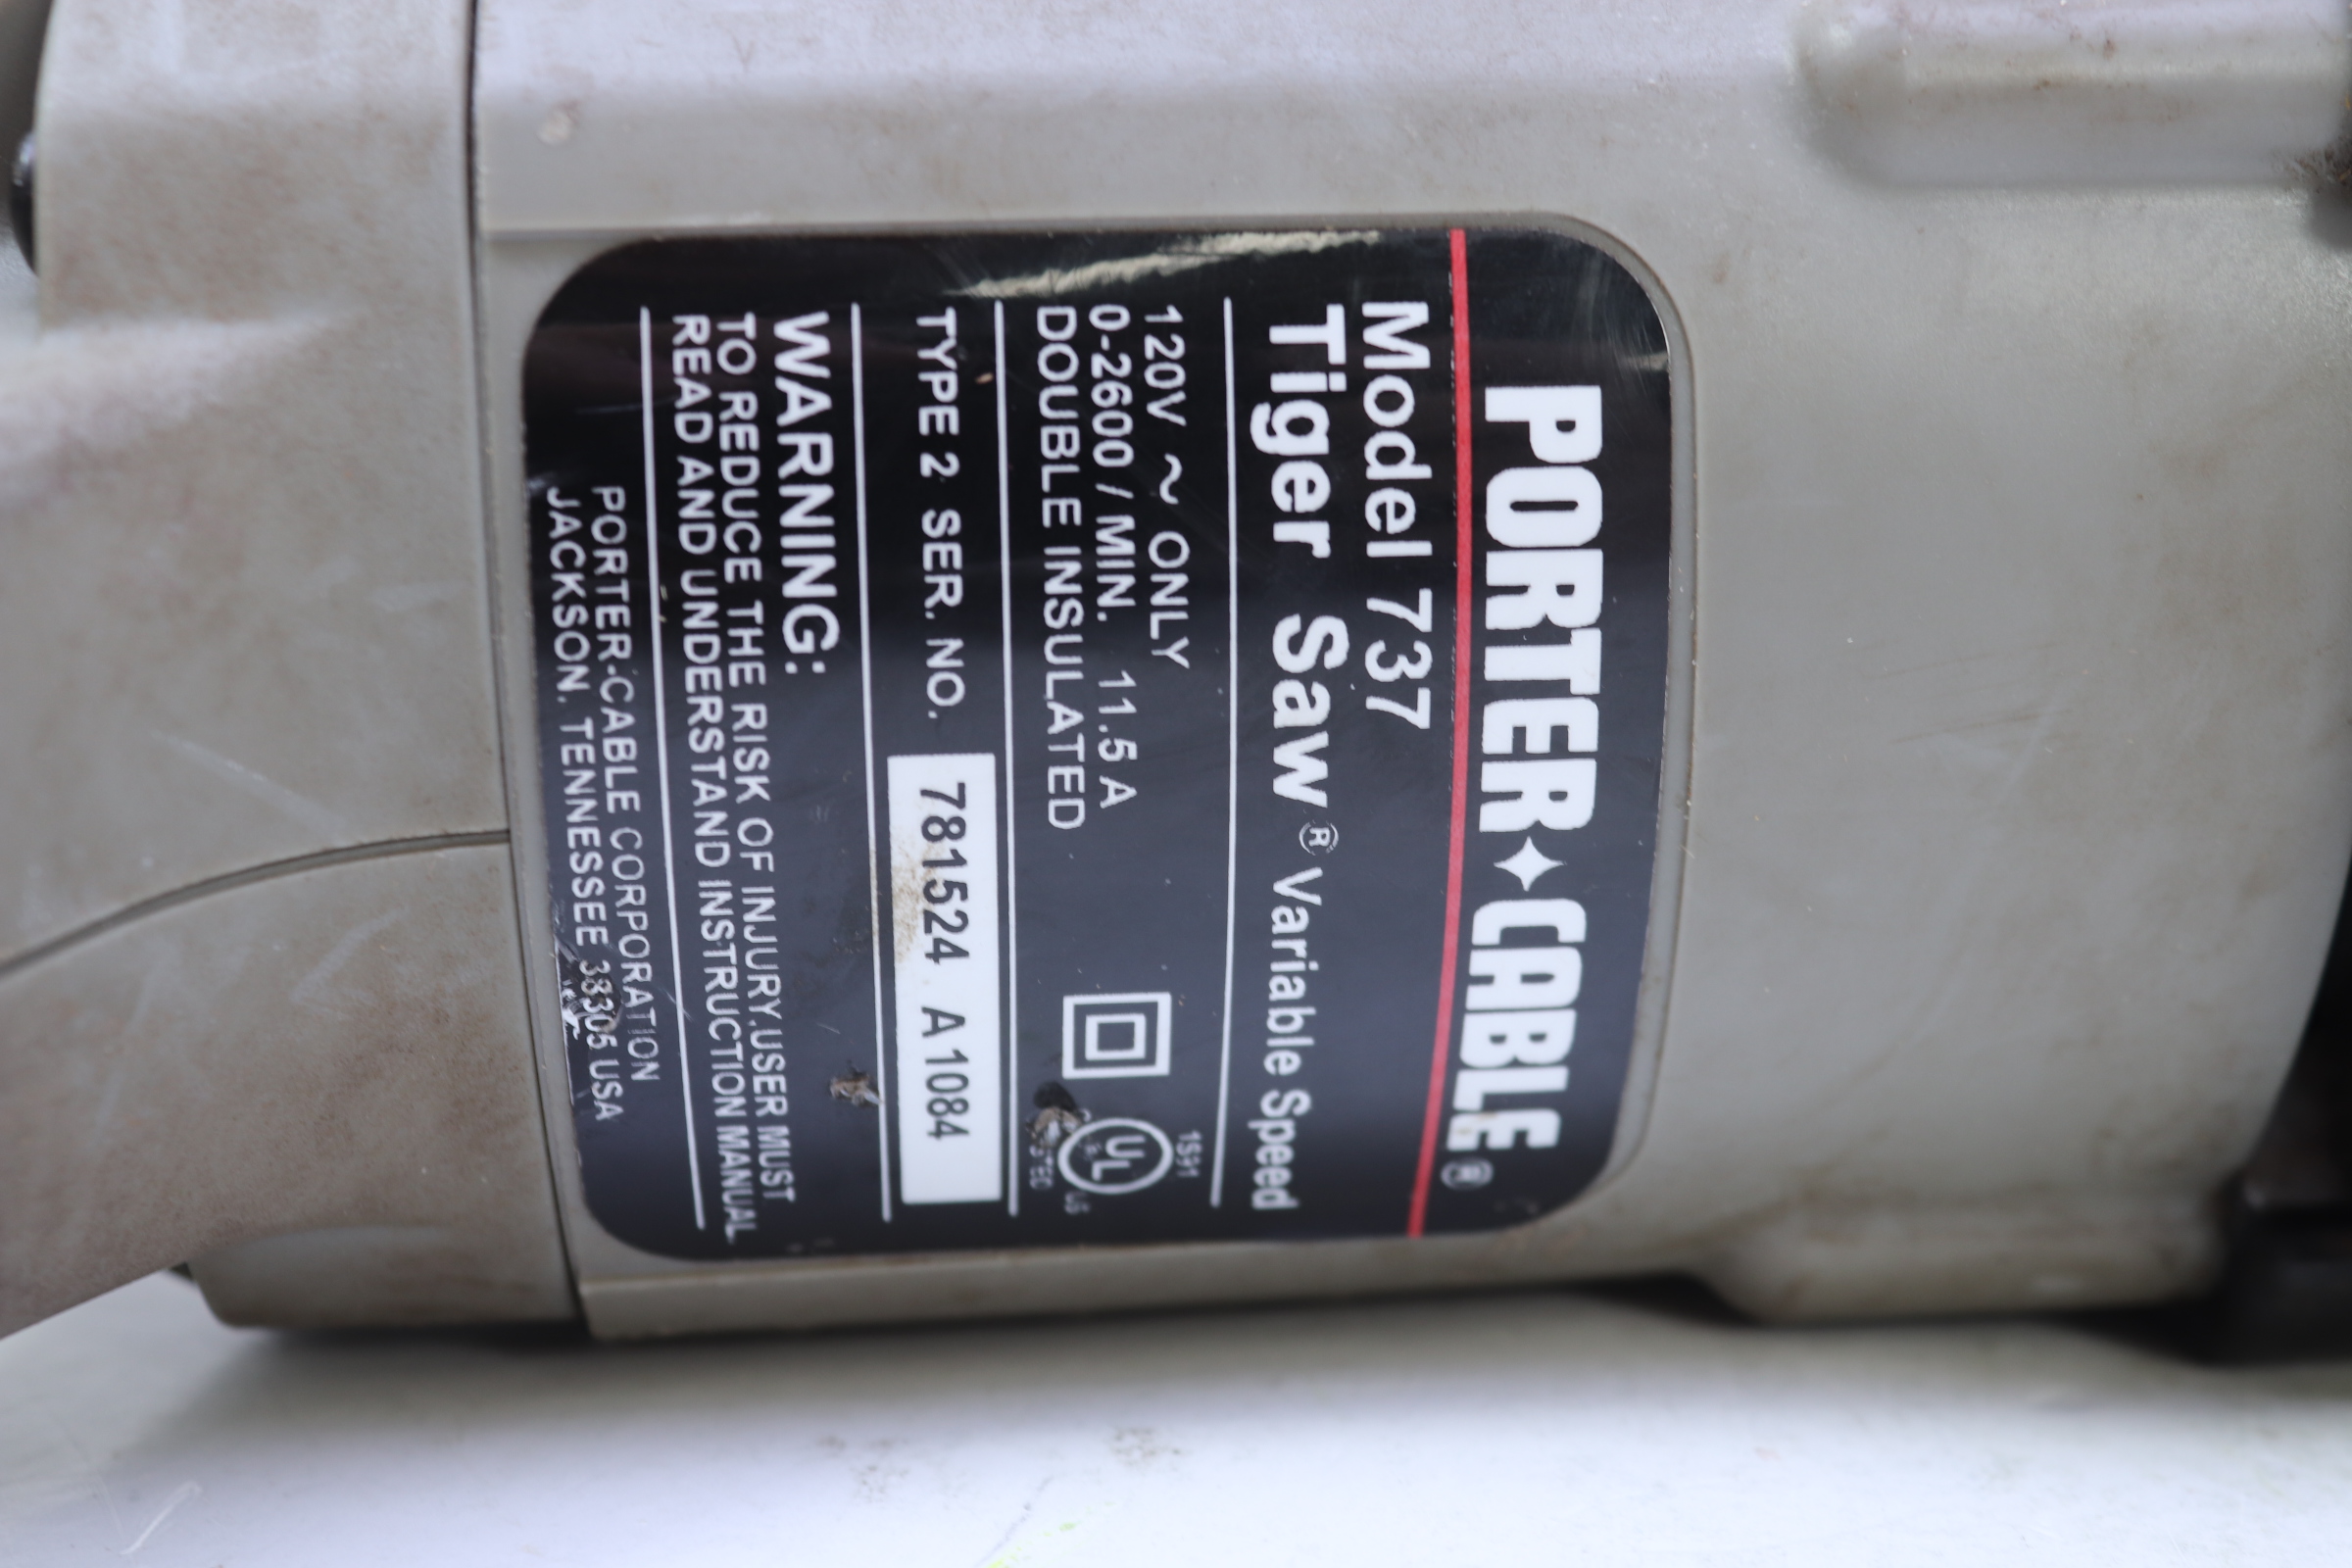 PORTER✦CABLE®
Model 737
Tiger Saw® Variable Speed
120V ~ ONLY
0-2600 / MIN. 11.5 A
DOUBLE INSULATED
UL
US
TYPE 2 SER. NO. 781524 A1084
WARNING:
TO REDUCE THE RISK OF INJURY,USER MUST
READ AND UNDERSTAND INSTRUCTION MANUAL
PORTER-CABLE CORPORATION
JACKSON. TENNESSEE 38305 USA